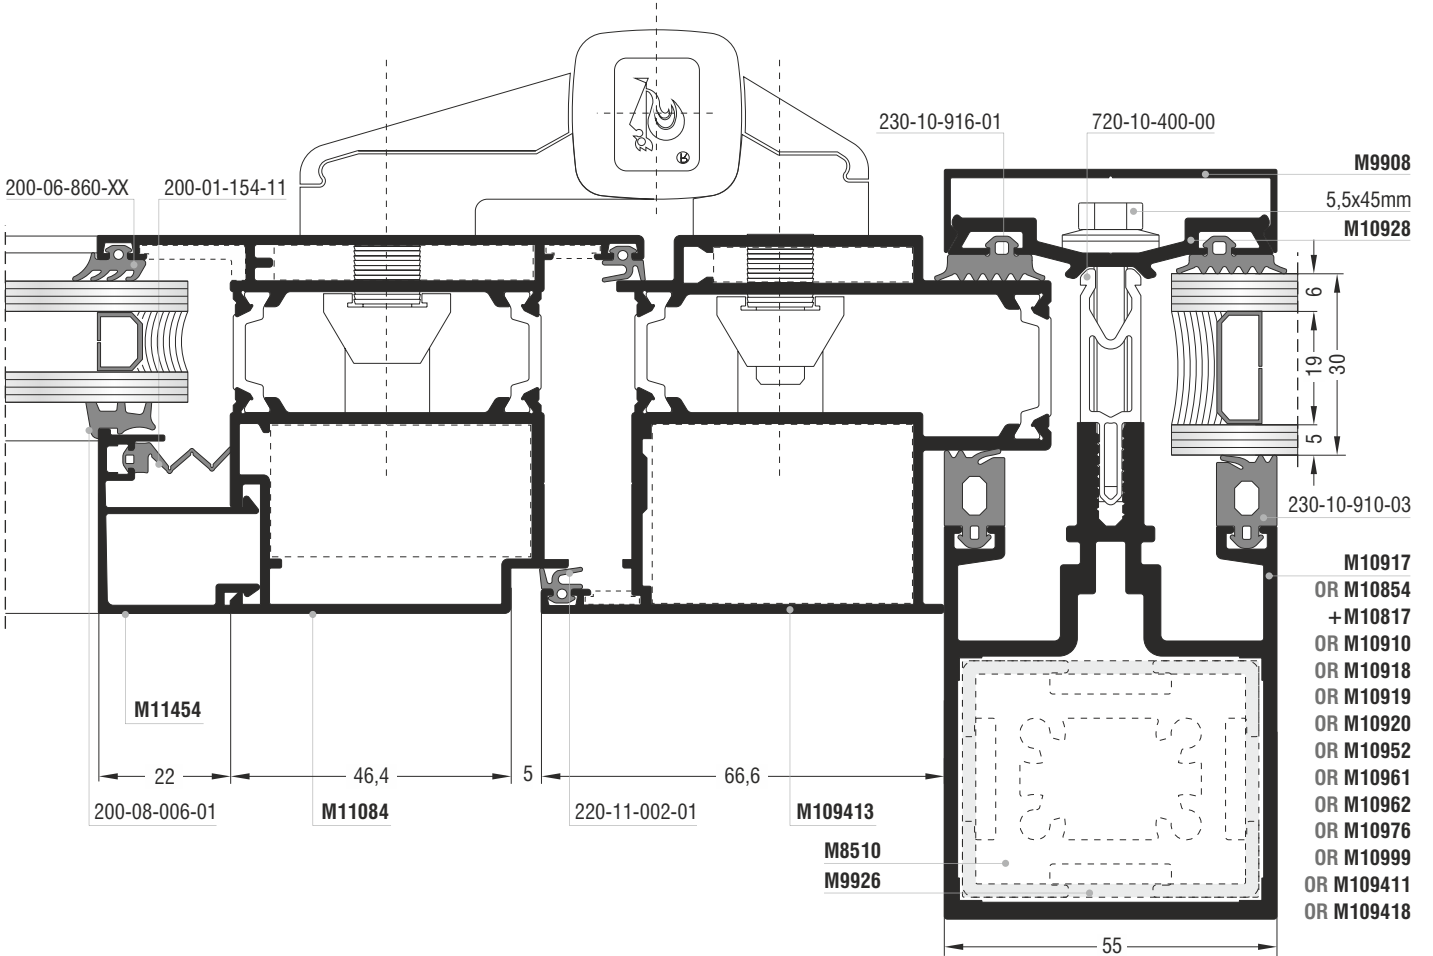 230-10-916-01
720-10-400-00
M9908
200-06-860-XX
200-01-154-11
5,5x45mm
M10928
6
19
30
5
230-10-910-03
M10917
OR M10854
+M10817
OR M10910
OR M10918
OR M10919
OR M10920
OR M10952
OR M10961
OR M10962
OR M10976
OR M10999
OR M109411
OR M109418
M11454
22
46,4
5
66,6
200-08-006-01
M11084
220-11-002-01
M109413
M8510
M9926
55
®